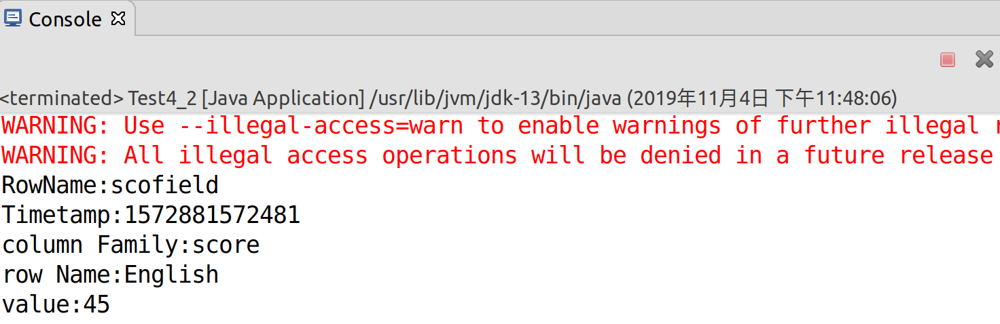 Console
<terminated> Test4_2 [Java Application] /usr/lib/jvm/jdk-13/bin/java (2019年11月4日 下午11:48:06)
WARNING: Use --illegal-access=warn to enable warnings of further illegal
WARNING: All illegal access operations will be denied in a future release
RowName:scofield
Timetamp:1572881572481
column Family:score
row Name:English
value:45